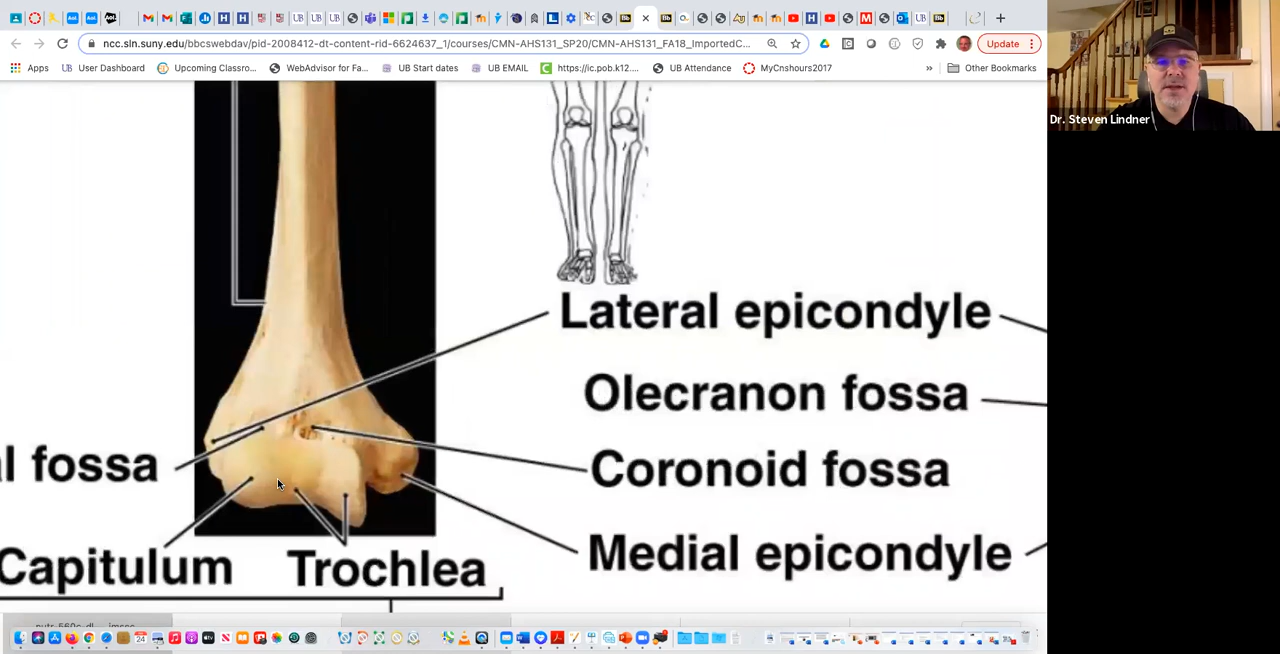 ncc.sln.suny.edu/bbcswebdav/pid-2008412-dt-content-rid-6624637_1/courses/CMN-AHS131_SP20/CMN-AHS131_FA18_ImportedC...
Update
Apps
User Dashboard
Upcoming Classro...
WebAdvisor for Fa...
UB Start dates
UB EMAIL
https://ic.pob.k12....
UB Attendance
MyCnshours2017
»
Other Bookmarks
Dr. Steven Lindner
Lateral epicondyle
Olecranon fossa
Coronoid fossa
l fossa
Medial epicondyle
Capitulum
Trochlea